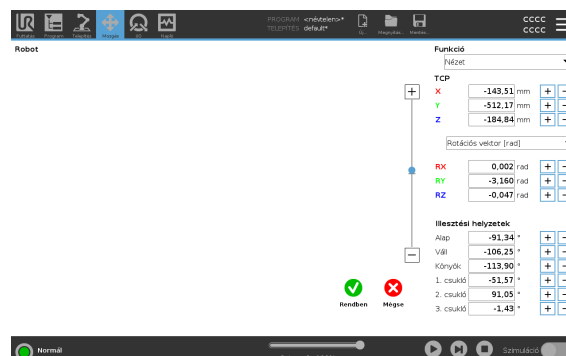 PROGRAM <névtelen>*
TELEPÍTÉS default*
CCCC
CCCC
Futtatás Program Telepítés Mozgás I/O Napló Új... Megnyitás... Mentés...
Robot
Funkció
Nézet
TCP
X -143,51 mm + -
Y -512,17 mm + -
Z -184,84 mm + -
Rotációs vektor [rad]
RX 0,002 rad + -
RY -3,160 rad + -
RZ -0,047 rad + -
Illesztési helyzetek
Alap -91,34 ° + -
Váll -106,25 ° + -
Könyök -113,90 ° + -
1. csukló -51,57 ° + -
2. csukló 91,05 ° + -
3. csukló -1,43 ° + -
Rendben Mégse
Normál
Szimuláció